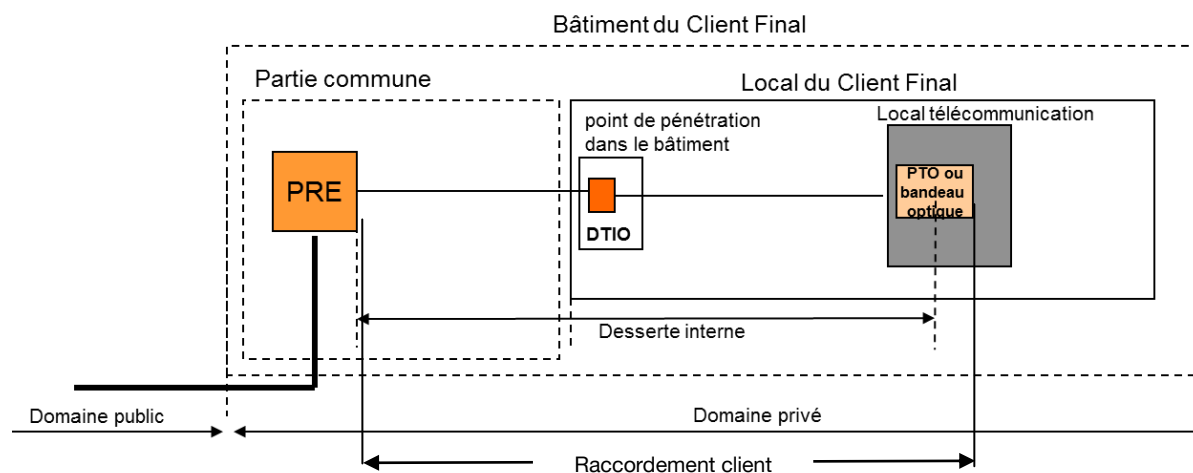 Bâtiment du Client Final
Partie commune
Local du Client Final
point de pénétration
dans le bâtiment
Local télécommunication
PRE
PTO ou
bandeau
optique
DTIO
Desserte interne
Domaine public
Domaine privé
Raccordement client